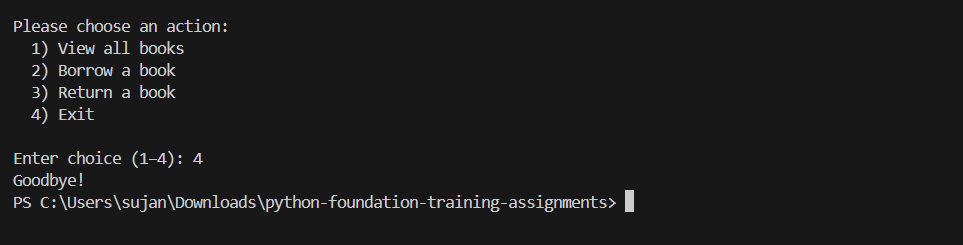 Please choose an action:
  1) View all books
  2) Borrow a book
  3) Return a book
  4) Exit
Enter choice (1–4): 4
Goodbye!
PS C:\Users\sujan\Downloads\python-foundation-training-assignments>